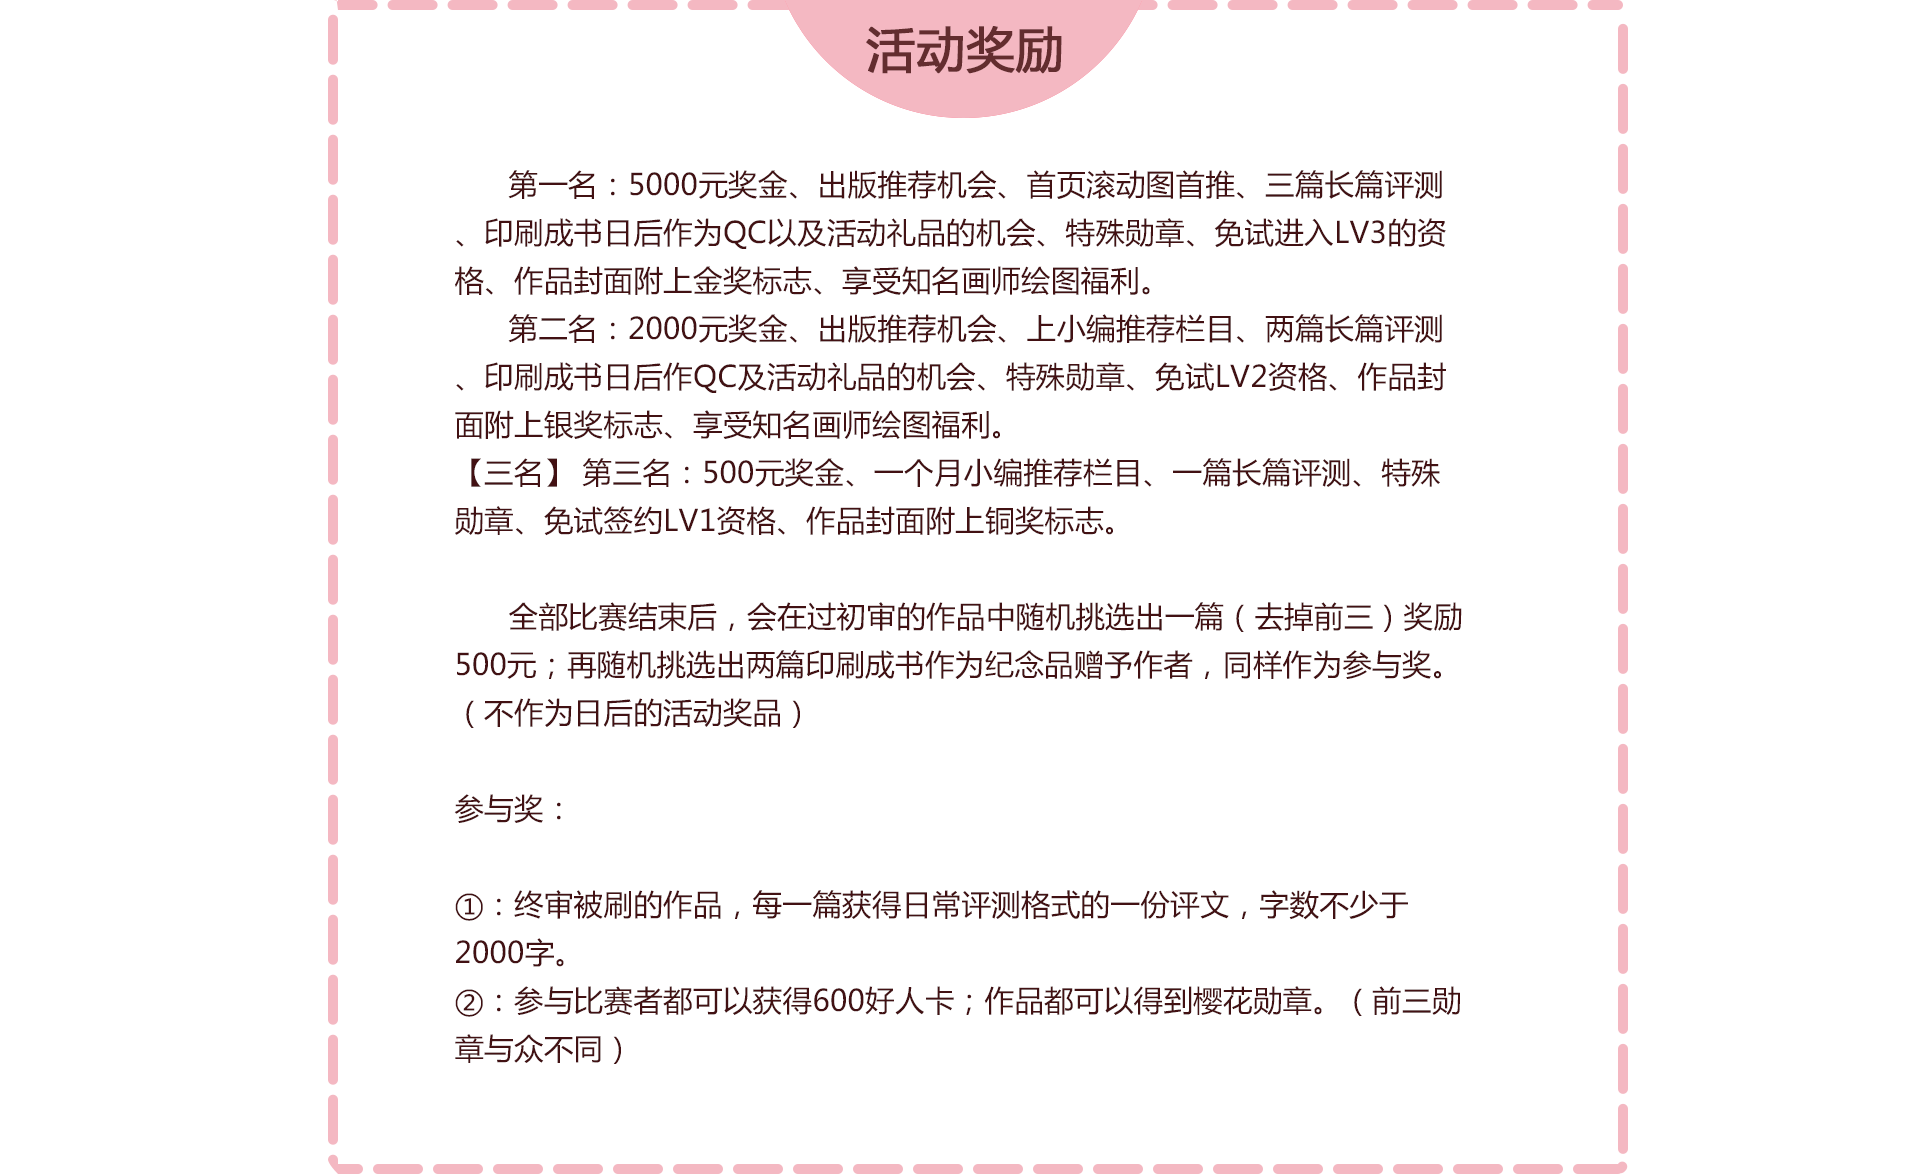 活动奖励
第一名：5000元奖金、出版推荐机会、首页滚动图首推、三篇长篇评测
、印刷成书日后作为QC以及活动礼品的机会、特殊勋章、免试进入LV3的资
格、作品封面附上金奖标志、享受知名画师绘图福利。
第二名：2000元奖金、出版推荐机会、上小编推荐栏目、两篇长篇评测
、印刷成书日后作QC及活动礼品的机会、特殊勋章、免试LV2资格、作品封
面附上银奖标志、享受知名画师绘图福利。
【三名】 第三名：500元奖金、一个月小编推荐栏目、一篇长篇评测、特殊
勋章、免试签约LV1资格、作品封面附上铜奖标志。
全部比赛结束后，会在过初审的作品中随机挑选出一篇（去掉前三）奖励
500元；再随机挑选出两篇印刷成书作为纪念品赠予作者，同样作为参与奖。
（不作为日后的活动奖品）
参与奖：
①：终审被刷的作品，每一篇获得日常评测格式的一份评文，字数不少于
2000字。
②：参与比赛者都可以获得600好人卡；作品都可以得到樱花勋章。（前三勋
章与众不同）